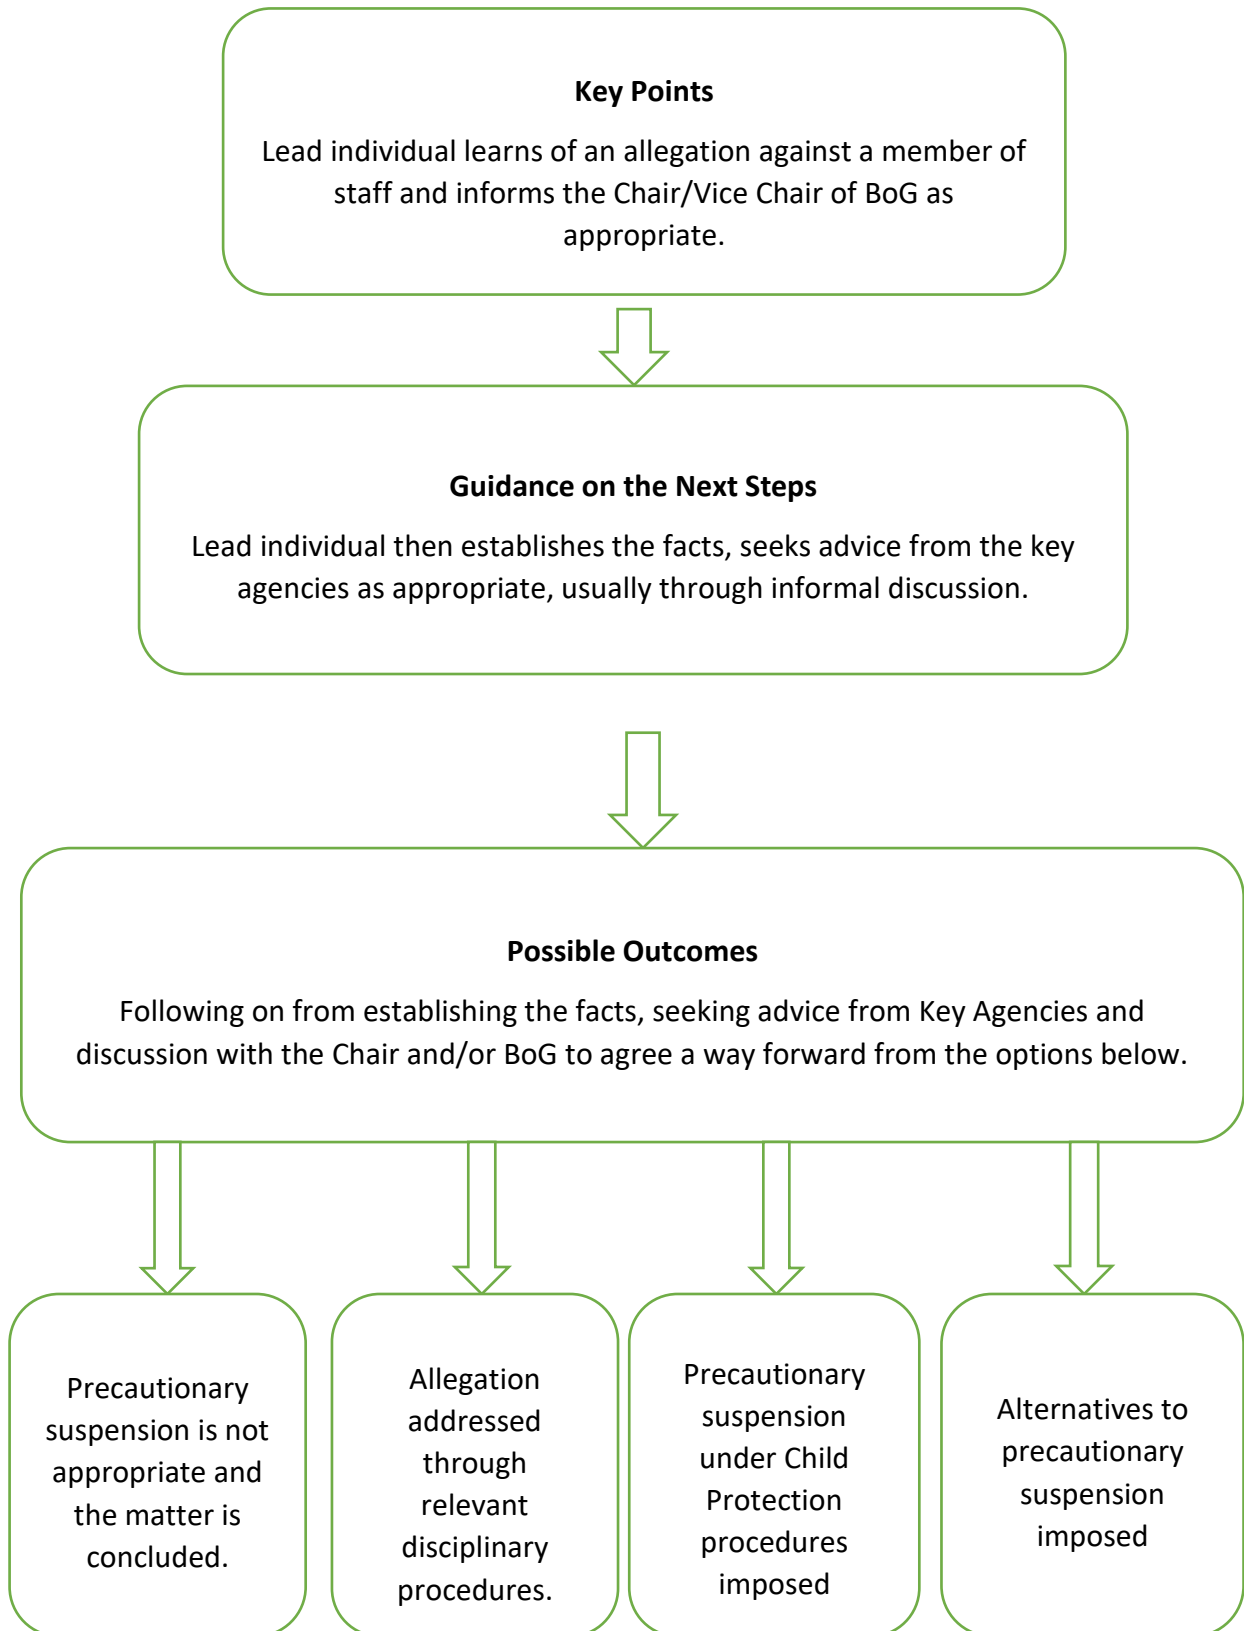 Key Points
Lead individual learns of an allegation against a member of
staff and informs the Chair/Vice Chair of BoG as
appropriate.
Guidance on the Next Steps
Lead individual then establishes the facts, seeks advice from the key
agencies as appropriate, usually through informal discussion.
Possible Outcomes
Following on from establishing the facts, seeking advice from Key Agencies and
discussion with the Chair and/or BoG to agree a way forward from the options below.
Precautionary
suspension is not
appropriate and
the matter is
concluded.
Allegation
addressed
through
relevant
disciplinary
procedures.
Precautionary
suspension
under Child
Protection
procedures
imposed
Alternatives to
precautionary
suspension
imposed